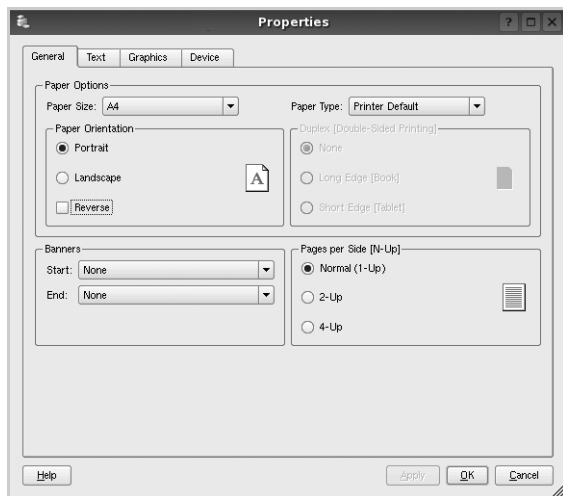 Properties
General Text Graphics Device
Paper Options
Paper Size: A4 Paper Type: Printer Default
Paper Orientation
Portrait
Landscape
A
Reverse
Duplex [Double-Sided Printing]
None
Long Edge [Book]
Short Edge [Tablet]
Banners
Start: None
End: None
Pages per Side [N-Up]
Normal (1-Up)
2-Up
4-Up
Help Apply OK Cancel